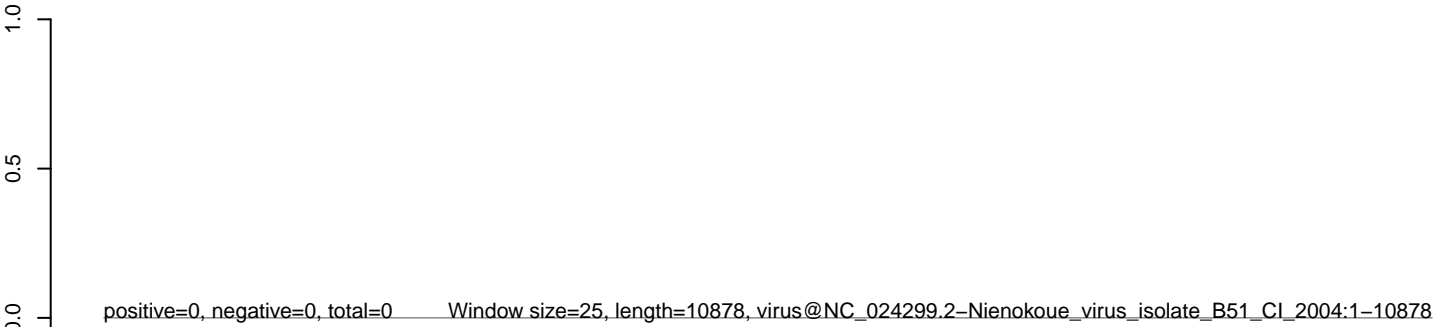 1.0
0.5
0.0
positive=0, negative=0, total=0 Window size=25, length=10878, virus@NC_024299.2−Nienokoue_virus_isolate_B51_CI_2004:1−10878